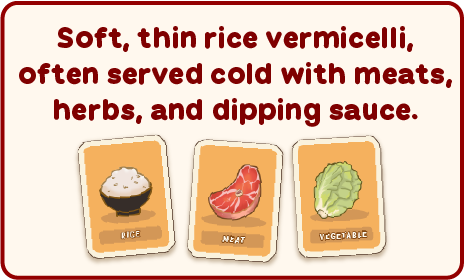 Soft, thin rice vermicelli,
often served cold with meats,
herbs, and dipping sauce.
RICE
MEAT
VEGETABLE